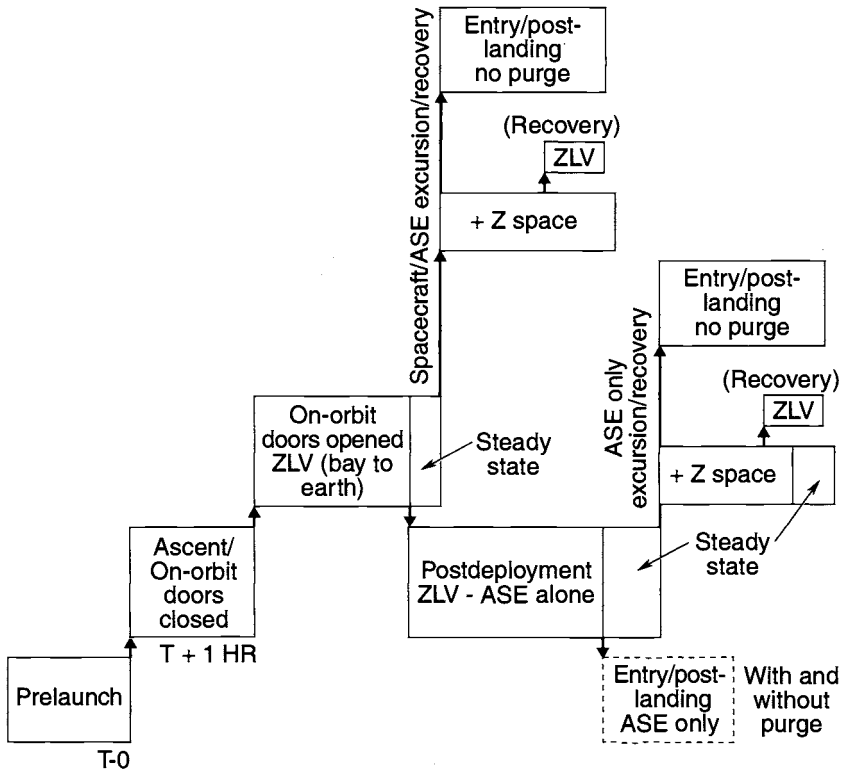 Entry/post-
landing
no purge
(Recovery)
ZLV
+ Z space
Spacecraft/ASE excursion/recovery
Entry/post-
landing
no purge
(Recovery)
ZLV
+ Z space
ASE only
excursion/recovery
On-orbit
doors opened
ZLV (bay to
earth)
Steady
state
Ascent/
On-orbit
doors
closed
T + 1 HR
Postdeployment
ZLV - ASE alone
Steady
state
Prelaunch
T-0
Entry/post-
landing
ASE only
With and
without
purge